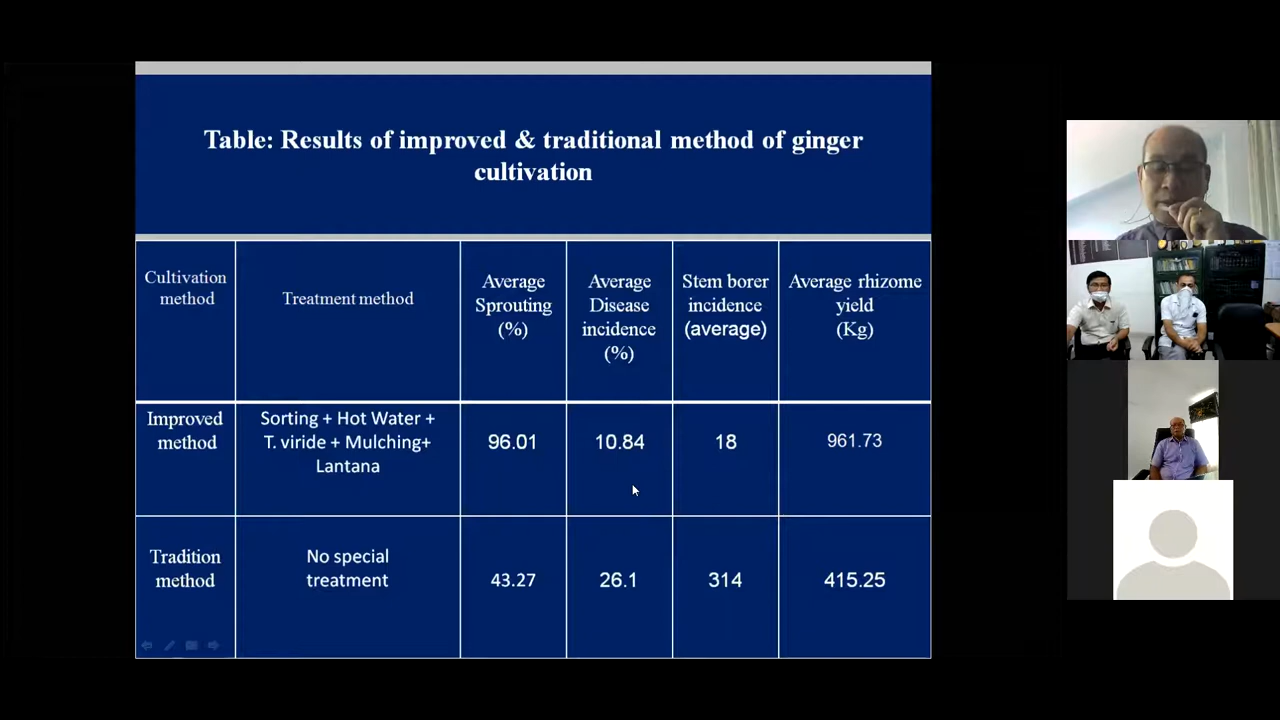 Table: Results of improved & traditional method of ginger
cultivation
Cultivation
method
Treatment method
Average
Sprouting
(%)
Average
Disease
incidence
(%)
Stem borer
incidence
(average)
Average rhizome
yield
(Kg)
Improved
method
Sorting + Hot Water +
T. viride + Mulching+
Lantana
96.01
10.84
18
961.73
Tradition
method
No special
treatment
43.27
26.1
314
415.25